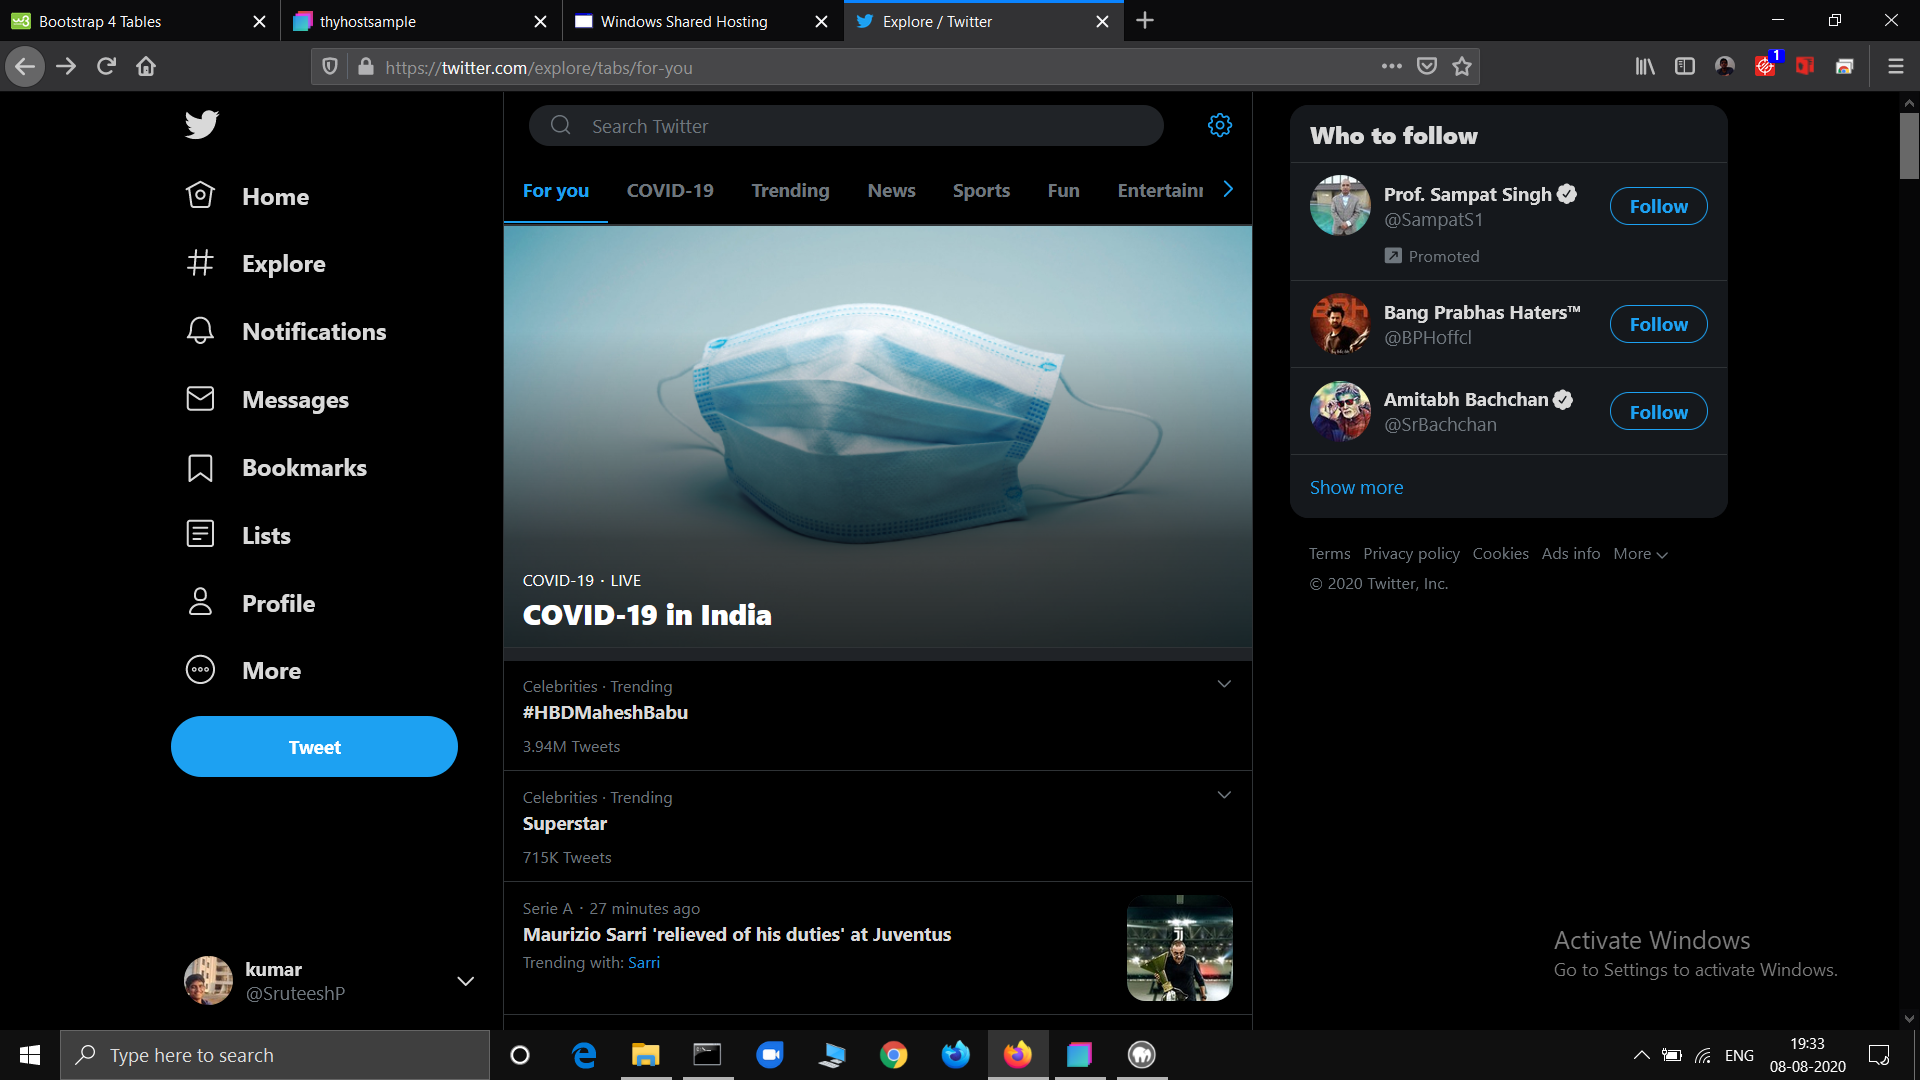 Bootstrap 4 Tables
thyhostsample
Windows Shared Hosting
Explore / Twitter
https://twitter.com/explore/tabs/for-you
1
Home
Explore
Notifications
Messages
Bookmarks
Lists
Profile
More
Tweet
kumar
@SruteeshP
Search Twitter
For you COVID-19 Trending News Sports Fun Entertainr
COVID-19 · LIVE
COVID-19 in India
Celebrities · Trending
#HBDMaheshBabu
3.94M Tweets
Celebrities · Trending
Superstar
715K Tweets
Serie A · 27 minutes ago
Maurizio Sarri 'relieved of his duties' at Juventus
Trending with: Sarri
Who to follow
Prof. Sampat Singh
@SampatS1
Follow
Promoted
Bang Prabhas Haters™
@BPHoffcl
Follow
Amitabh Bachchan
@SrBachchan
Follow
Show more
Terms Privacy policy Cookies Ads info More
© 2020 Twitter, Inc.
Activate Windows
Go to Settings to activate Windows.
Type here to search
ENG
19:33
08-08-2020